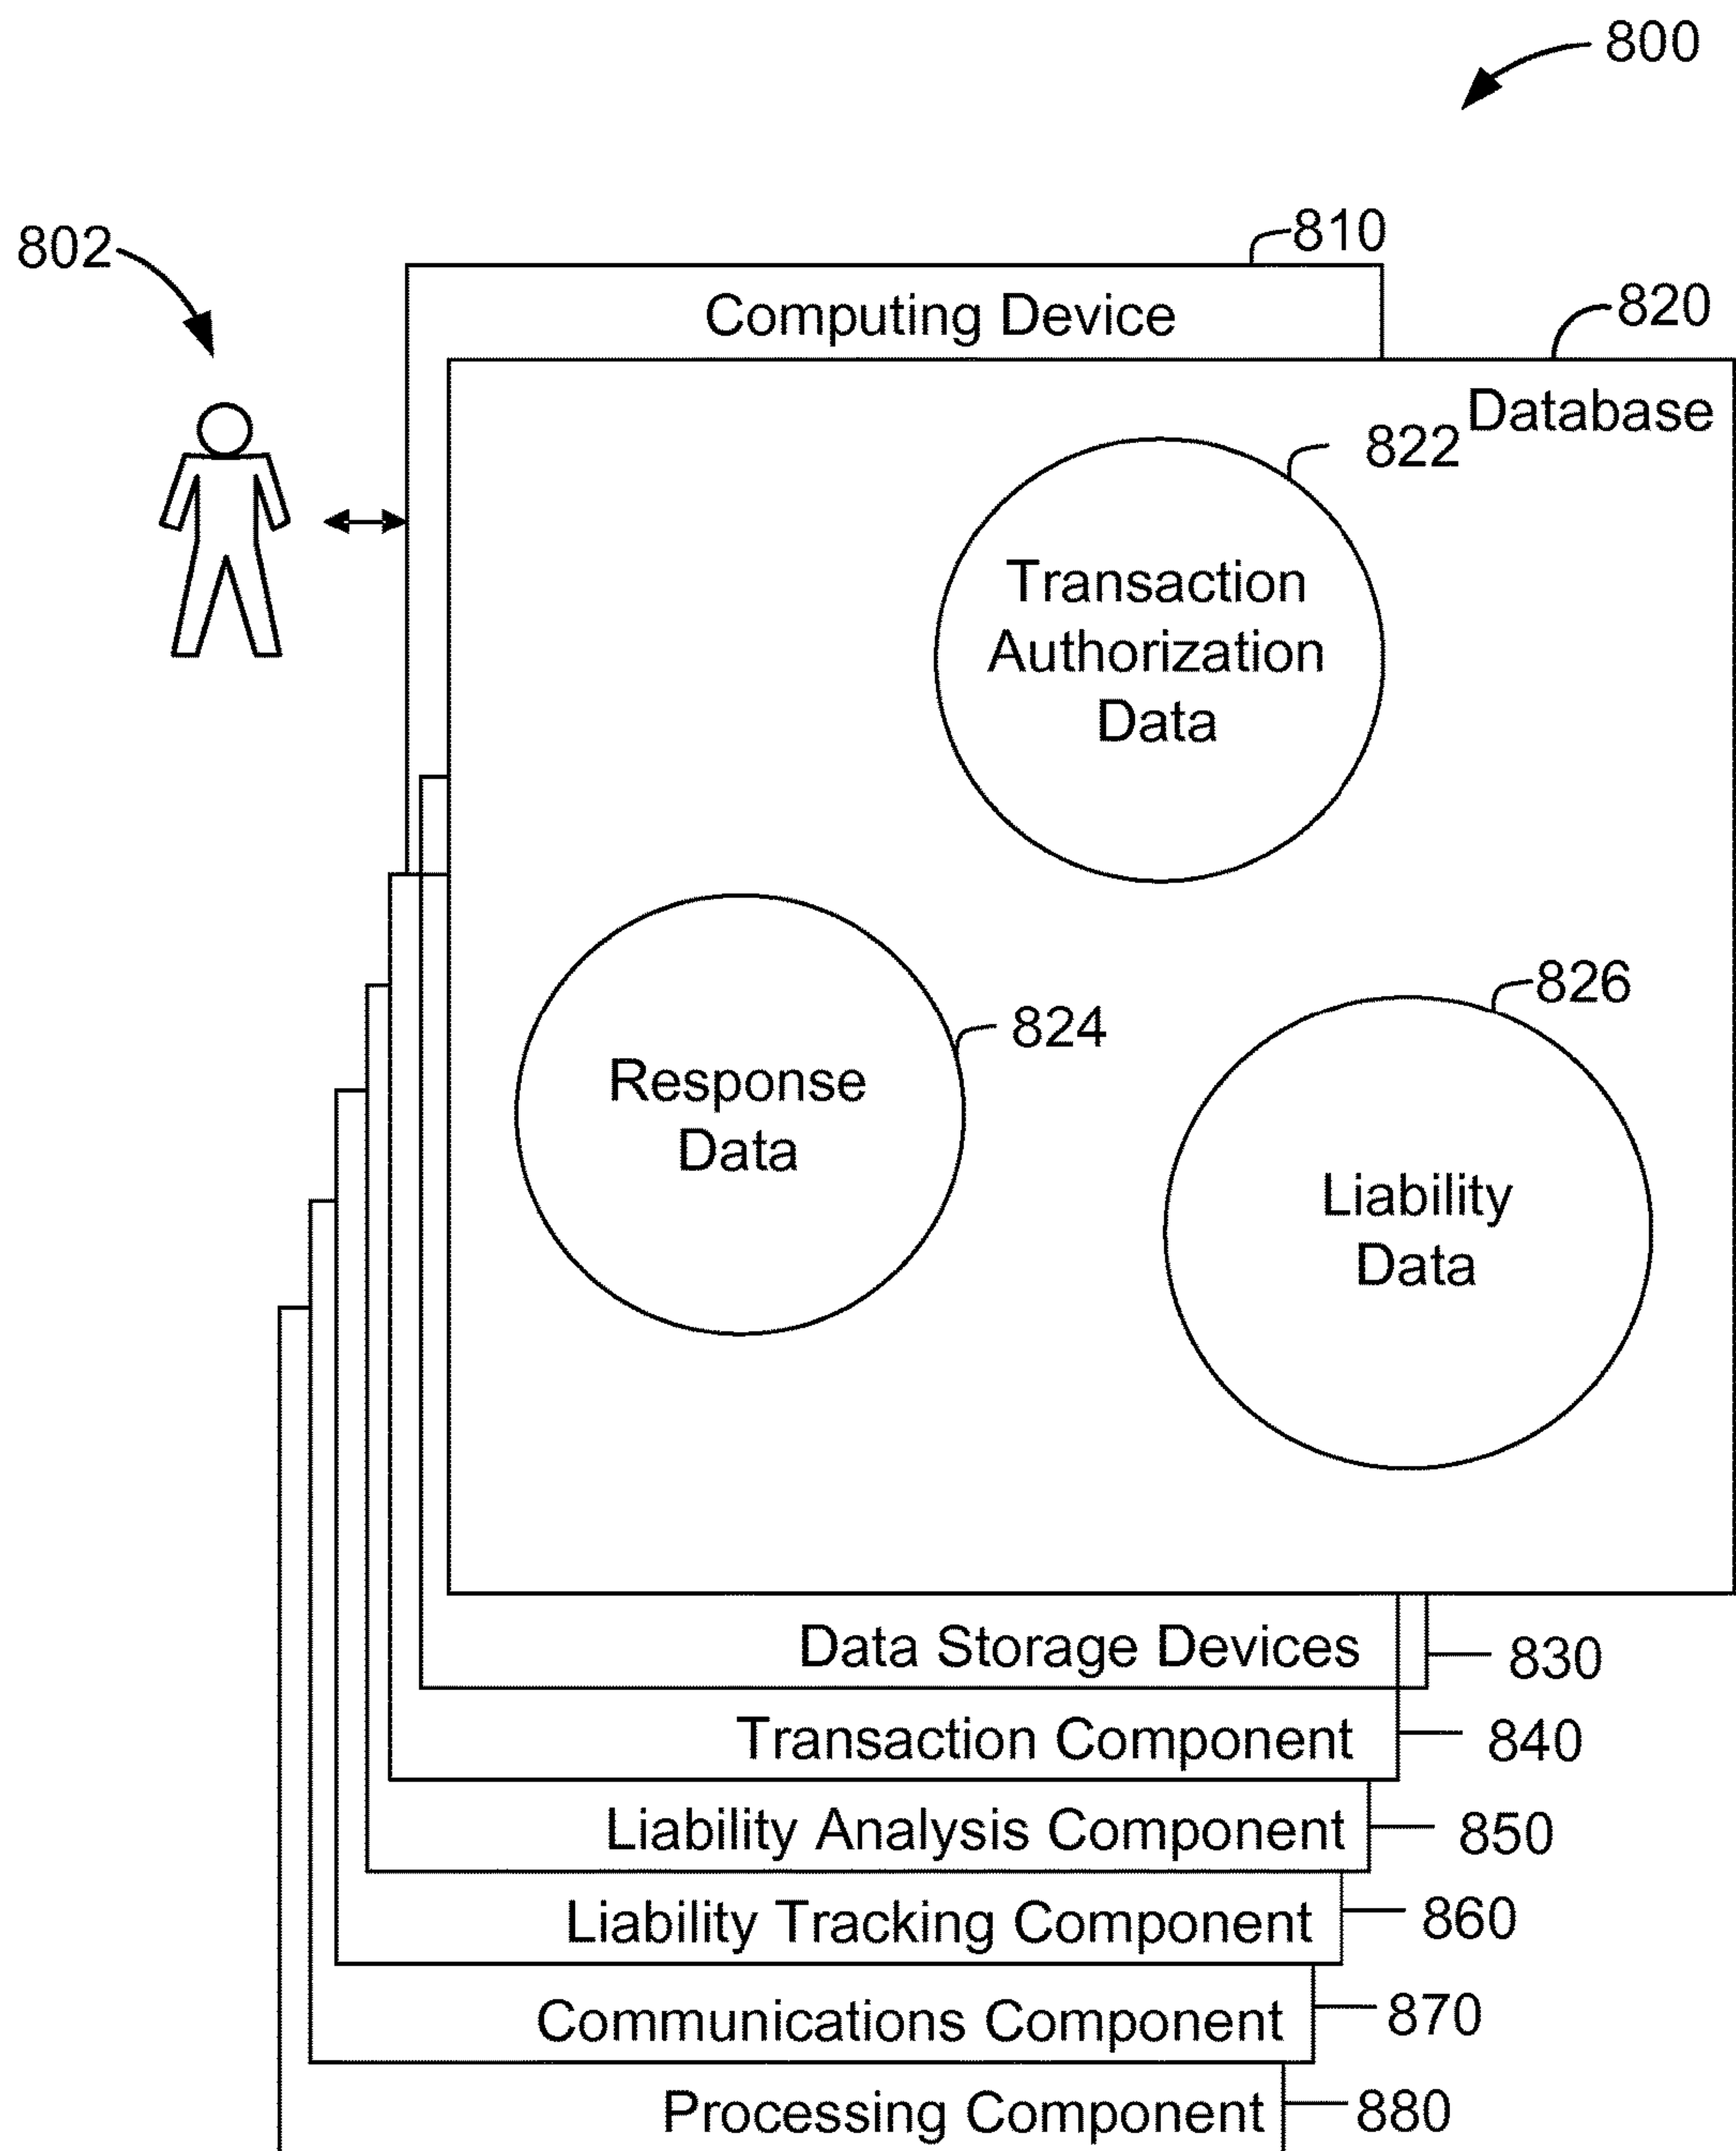 800
802
810
Computing Device
820
Database
822
Transaction
Authorization
Data
824
Response
Data
826
Liability
Data
Data Storage Devices
830
Transaction Component
840
Liability Analysis Component
850
Liability Tracking Component
860
Communications Component
870
Processing Component
880